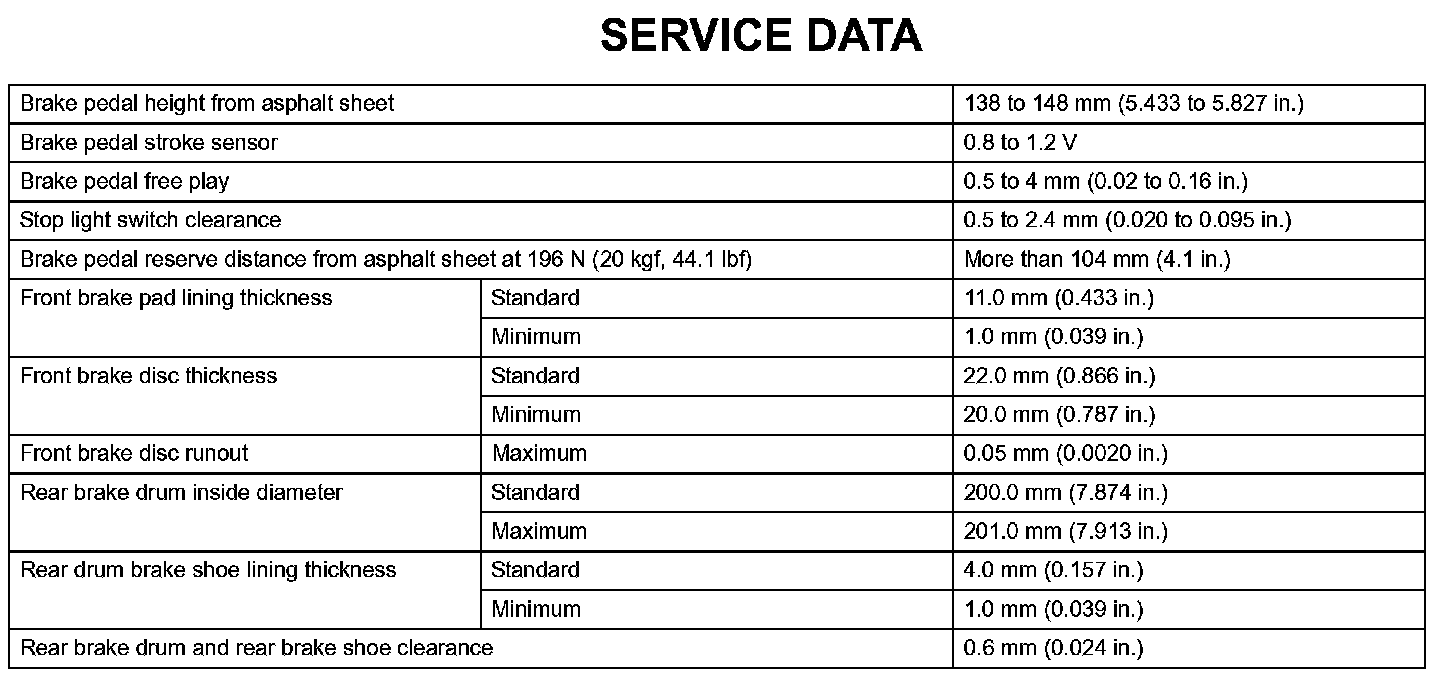 SERVICE DATA
Brake pedal height from asphalt sheet 138 to 148 mm (5.433 to 5.827 in.)
Brake pedal stroke sensor 0.8 to 1.2 V
Brake pedal free play 0.5 to 4 mm (0.02 to 0.16 in.)
Stop light switch clearance 0.5 to 2.4 mm (0.020 to 0.095 in.)
Brake pedal reserve distance from asphalt sheet at 196 N (20 kgf, 44.1 lbf) More than 104 mm (4.1 in.)
Front brake pad lining thickness Standard 11.0 mm (0.433 in.)
Minimum 1.0 mm (0.039 in.)
Front brake disc thickness Standard 22.0 mm (0.866 in.)
Minimum 20.0 mm (0.787 in.)
Front brake disc runout Maximum 0.05 mm (0.0020 in.)
Rear brake drum inside diameter Standard 200.0 mm (7.874 in.)
Maximum 201.0 mm (7.913 in.)
Rear drum brake shoe lining thickness Standard 4.0 mm (0.157 in.)
Minimum 1.0 mm (0.039 in.)
Rear brake drum and rear brake shoe clearance 0.6 mm (0.024 in.)